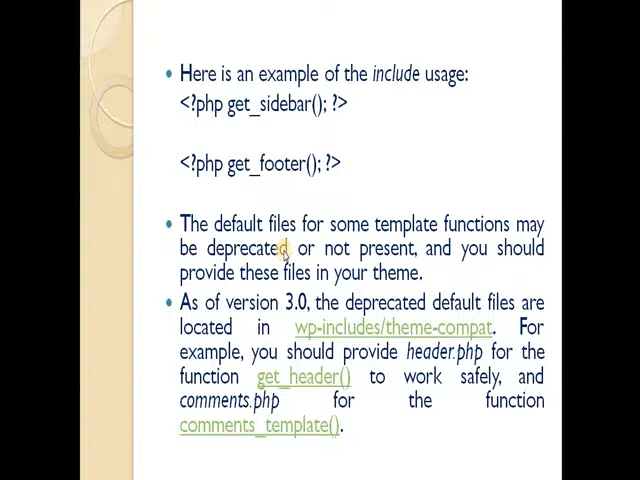 Here is an example of the include usage:
<?php get_sidebar(); ?>
<?php get_footer(); ?>
The default files for some template functions may
be deprecated or not present, and you should
provide these files in your theme.
As of version 3.0, the deprecated default files are
located in wp-includes/theme-compat. For
example, you should provide header.php for the
function get_header() to work safely, and
comments.php for the function
comments_template().